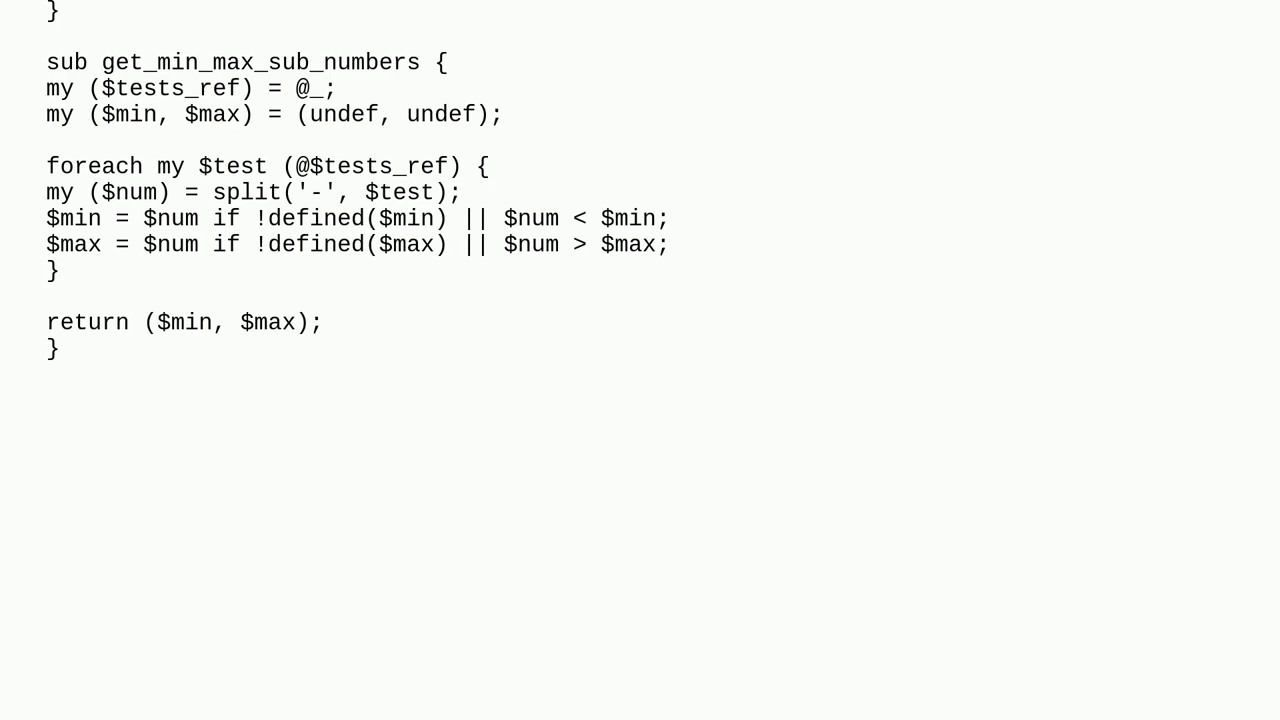 }
sub get_min_max_sub_numbers {
my ($tests_ref) = @_;
my ($min, $max) = (undef, undef);
foreach my $test (@$tests_ref) {
my ($num) = split('-', $test);
$min = $num if !defined($min) || $num < $min;
$max = $num if !defined($max) || $num > $max;
}
return ($min, $max);
}